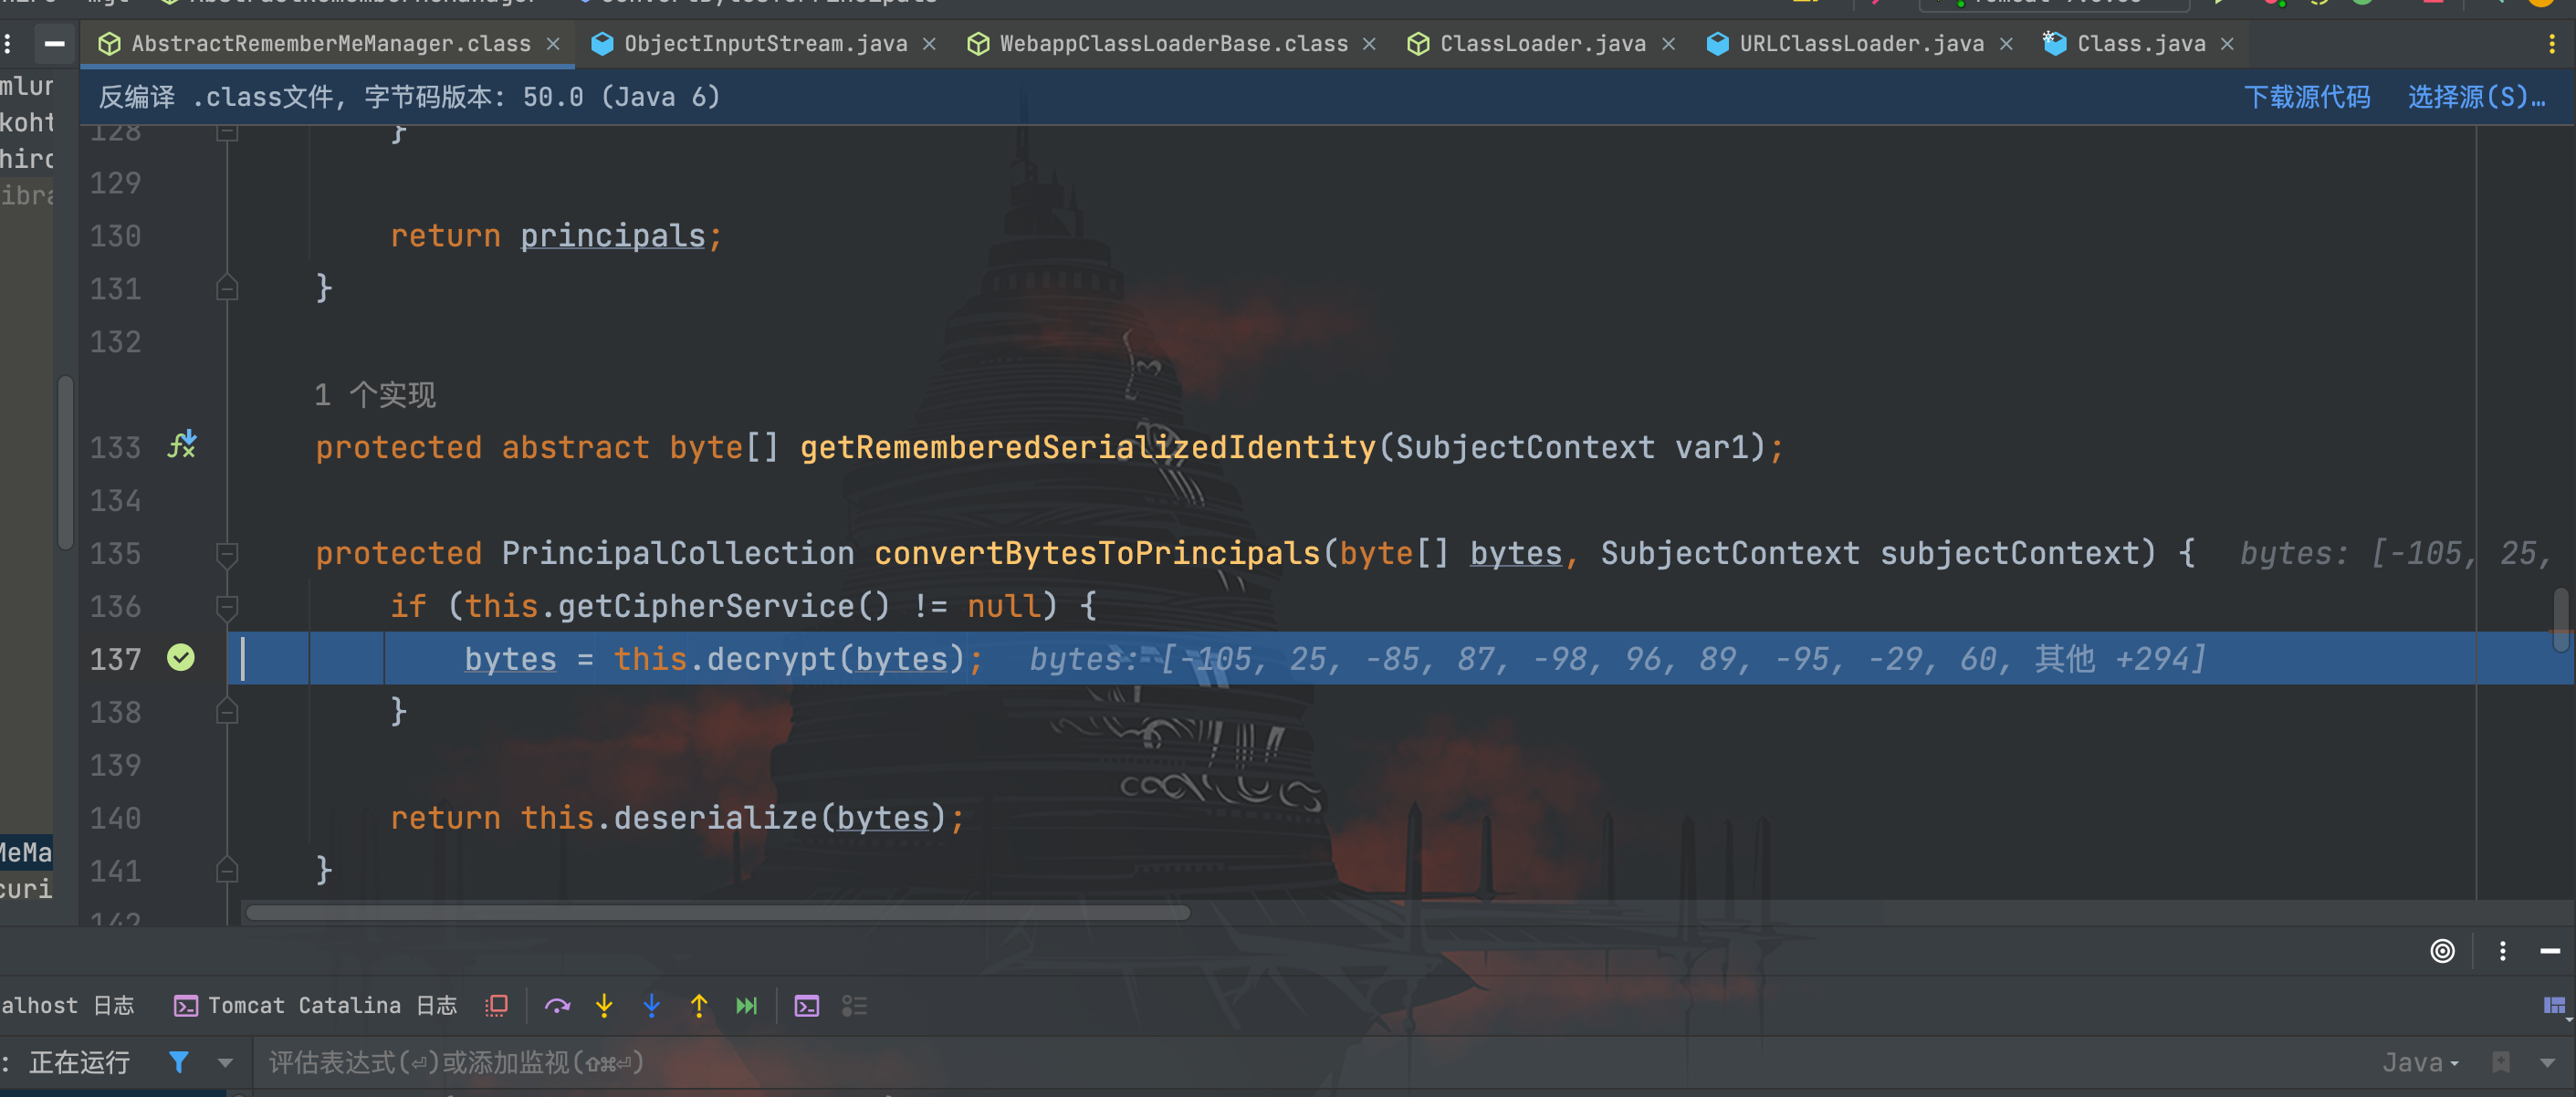 AbstractRememberMeManager.class ObjectInputStream.java WebappClassLoaderBase.class ClassLoader.java URLClassLoader.java Class.java
反编译 .class文件, 字节码版本: 50.0 (Java 6) 下载源代码 选择源(S)…
128 }
129
130 return principals;
131 }
132
1 个实现
133 protected abstract byte[] getRememberedSerializedIdentity(SubjectContext var1);
134
135 protected PrincipalCollection convertBytesToPrincipals(byte[] bytes, SubjectContext subjectContext) { bytes: [-105, 25,
136 if (this.getCipherService() != null) {
137 bytes = this.decrypt(bytes); bytes: [-105, 25, -85, 87, -98, 96, 89, -95, -29, 60, 其他 +294]
138 }
139
140 return this.deserialize(bytes);
141 }
142
alhost 日志 Tomcat Catalina 日志
: 正在运行 评估表达式(⏎)或添加监视(⇧⌘⏎) Java